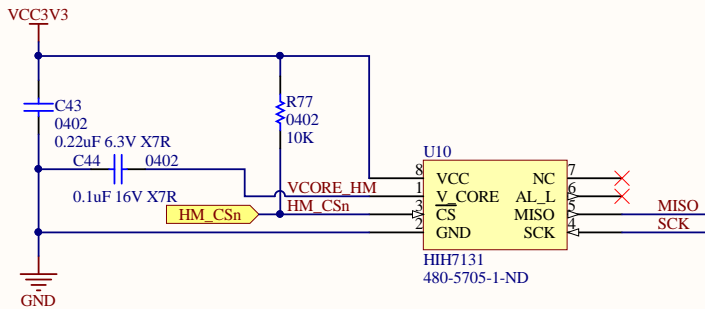 VCC3V3
C43
0402
0.22uF 6.3V X7R
C44 0402
0.1uF 16V X7R
R77
0402
10K
HM_CSn
VCORE_HM
HM_CSn
U10
8 VCC NC 7
1 V_CORE AL_L 6
3 CS MISO 5
2 GND SCK 4
MISO
SCK
HIH7131
480-5705-1-ND
GND